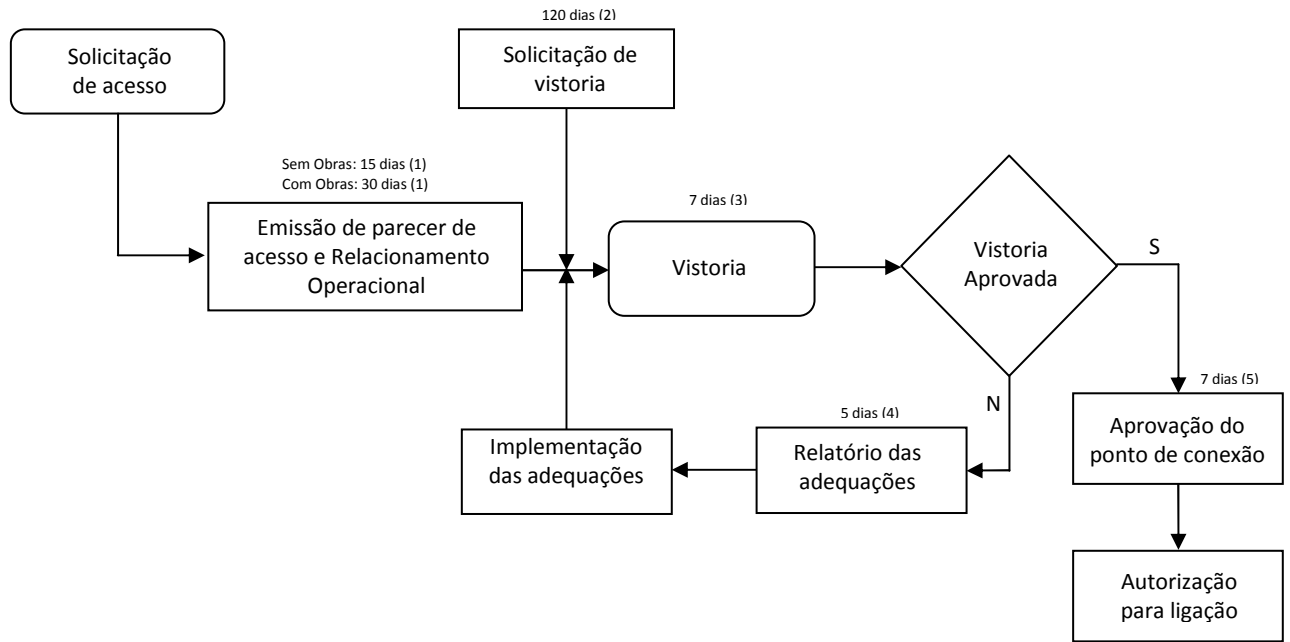 120 dias (2)
Solicitação
de acesso
Solicitação de
vistoria
Sem Obras: 15 dias (1)
Com Obras: 30 dias (1)
Emissão de parecer de
acesso e Relacionamento
Operacional
7 dias (3)
Vistoria
Vistoria
Aprovada
S
N
7 dias (5)
Aprovação do
ponto de conexão
5 dias (4)
Relatório das
adequações
Implementação
das adequações
Autorização
para ligação